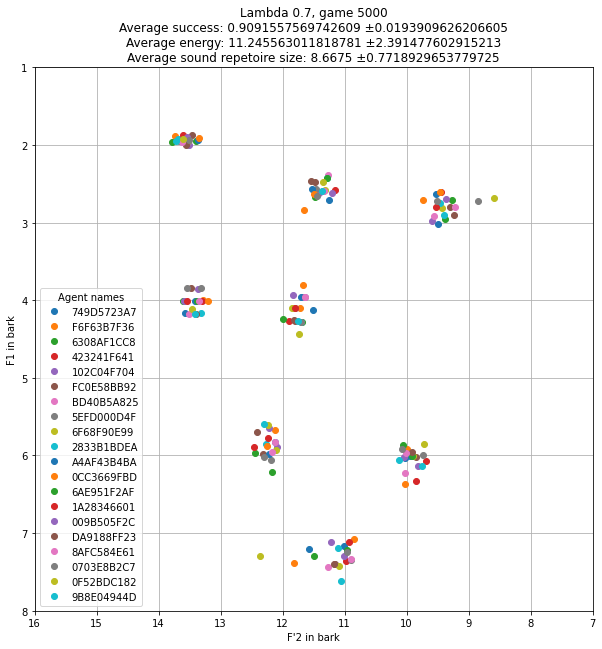 Lambda 0.7, game 5000
Average success: 0.9091557569742609 ±0.0193909626206605
Average energy: 11.245563011818781 ±2.391477602915213
Average sound repetoire size: 8.6675 ±0.7718929653779725
1
2
3
4
5
6
7
8
F1 in bark
Agent names
749D5723A7
F6F63B7F36
6308AF1CC8
423241F641
102C04F704
FC0E58BB92
BD40B5A825
5EFD000D4F
6F68F90E99
2833B1BDEA
A4AF43B4BA
0CC3669FBD
6AE951F2AF
1A28346601
009B505F2C
DA9188FF23
8AFC584E61
0703E8B2C7
0F52BDC182
9B8E04944D
16 15 14 13 12 11 10 9 8 7
F'2 in bark